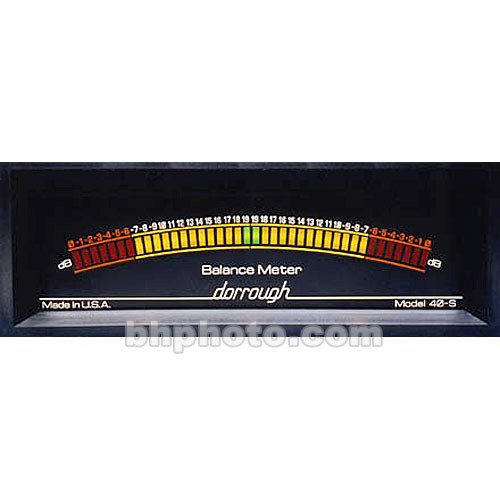 0 -1 -2 -3 -4 -5 -6 -7 -8 -9 10 11 12 13 14 15 16 17 18 19 19 18 17 16 15 14 13 12 11 10 -9 -8 -7 -6 -5 -4 -3 -2 -1 0
dB dB
Balance Meter
dorrough
Made In U.S.A. Model 40-S
bhphoto.com